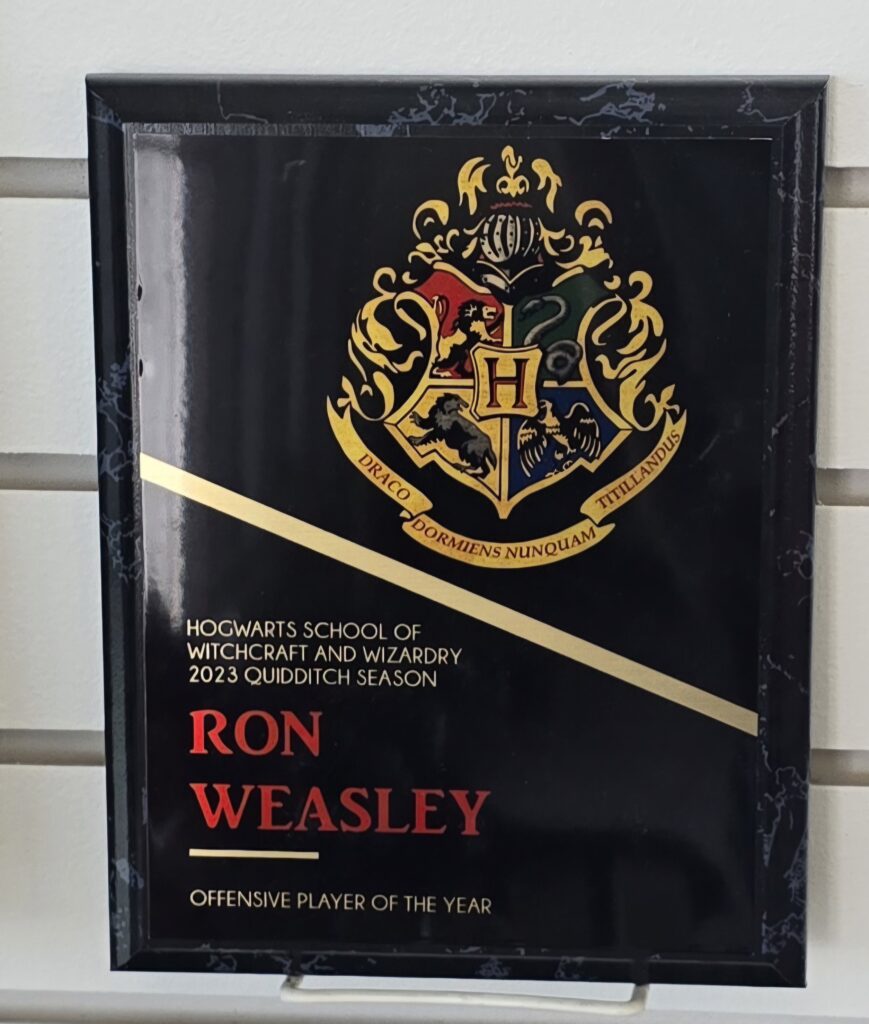 H
DRACO
DORMIENS NUNQUAM
TITILLANDUS
HOGWARTS SCHOOL OF
WITCHCRAFT AND WIZARDRY
2023 QUIDDITCH SEASON
RON
WEASLEY
OFFENSIVE PLAYER OF THE YEAR